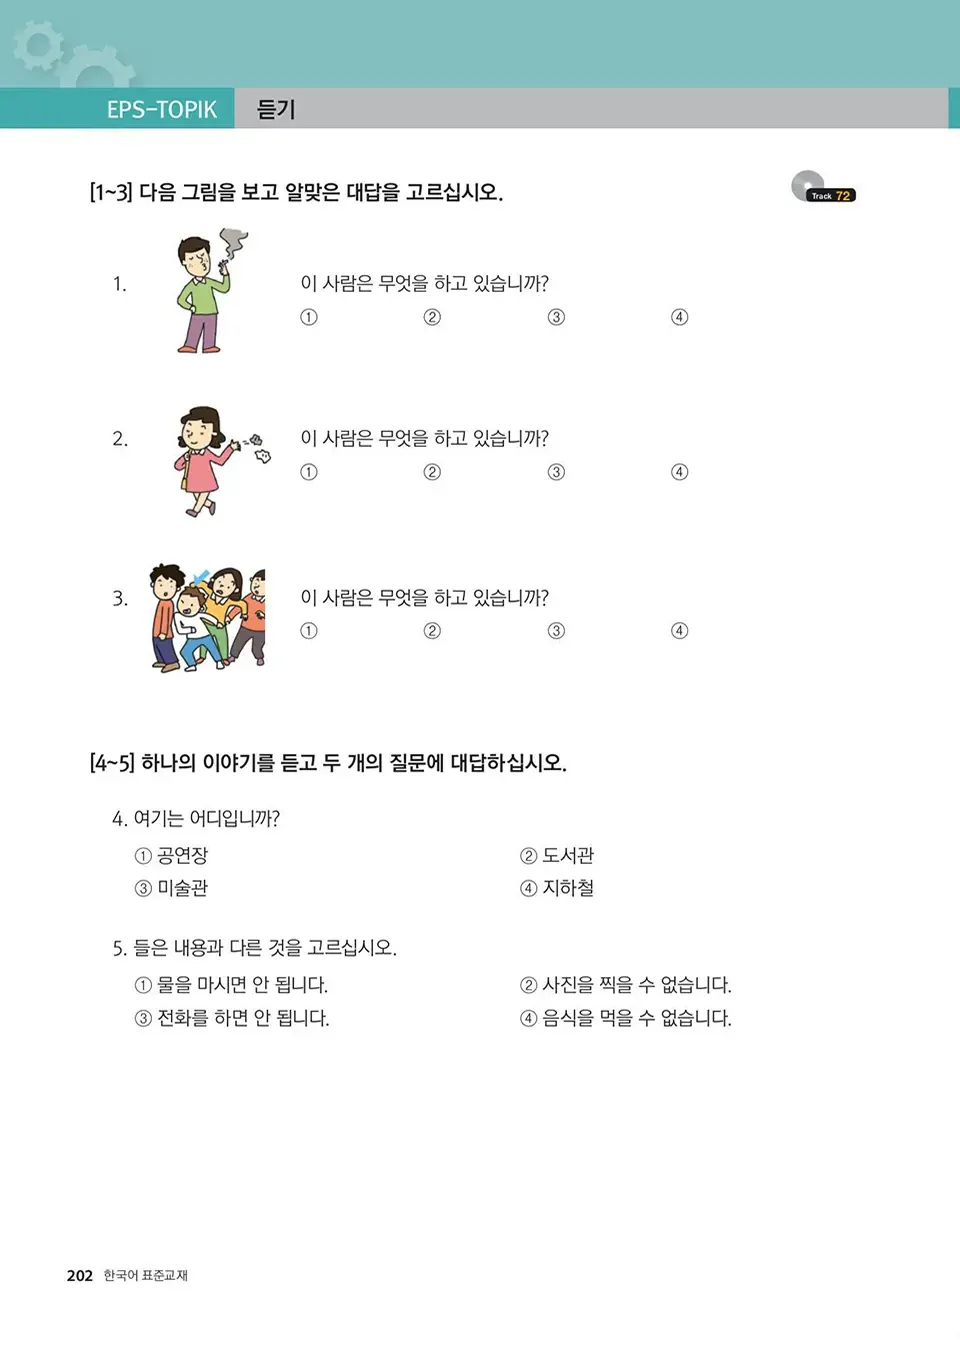 EPS-TOPIK 듣기
[1~3] 다음 그림을 보고 알맞은 대답을 고르십시오.
Track 72
1. 이 사람은 무엇을 하고 있습니까?
① ② ③ ④
2. 이 사람은 무엇을 하고 있습니까?
① ② ③ ④
3. 이 사람은 무엇을 하고 있습니까?
① ② ③ ④
[4~5] 하나의 이야기를 듣고 두 개의 질문에 대답하십시오.
4. 여기는 어디입니까?
① 공연장 ② 도서관
③ 미술관 ④ 지하철
5. 들은 내용과 다른 것을 고르십시오.
① 물을 마시면 안 됩니다. ② 사진을 찍을 수 없습니다.
③ 전화를 하면 안 됩니다. ④ 음식을 먹을 수 없습니다.
202 한국어 표준교재